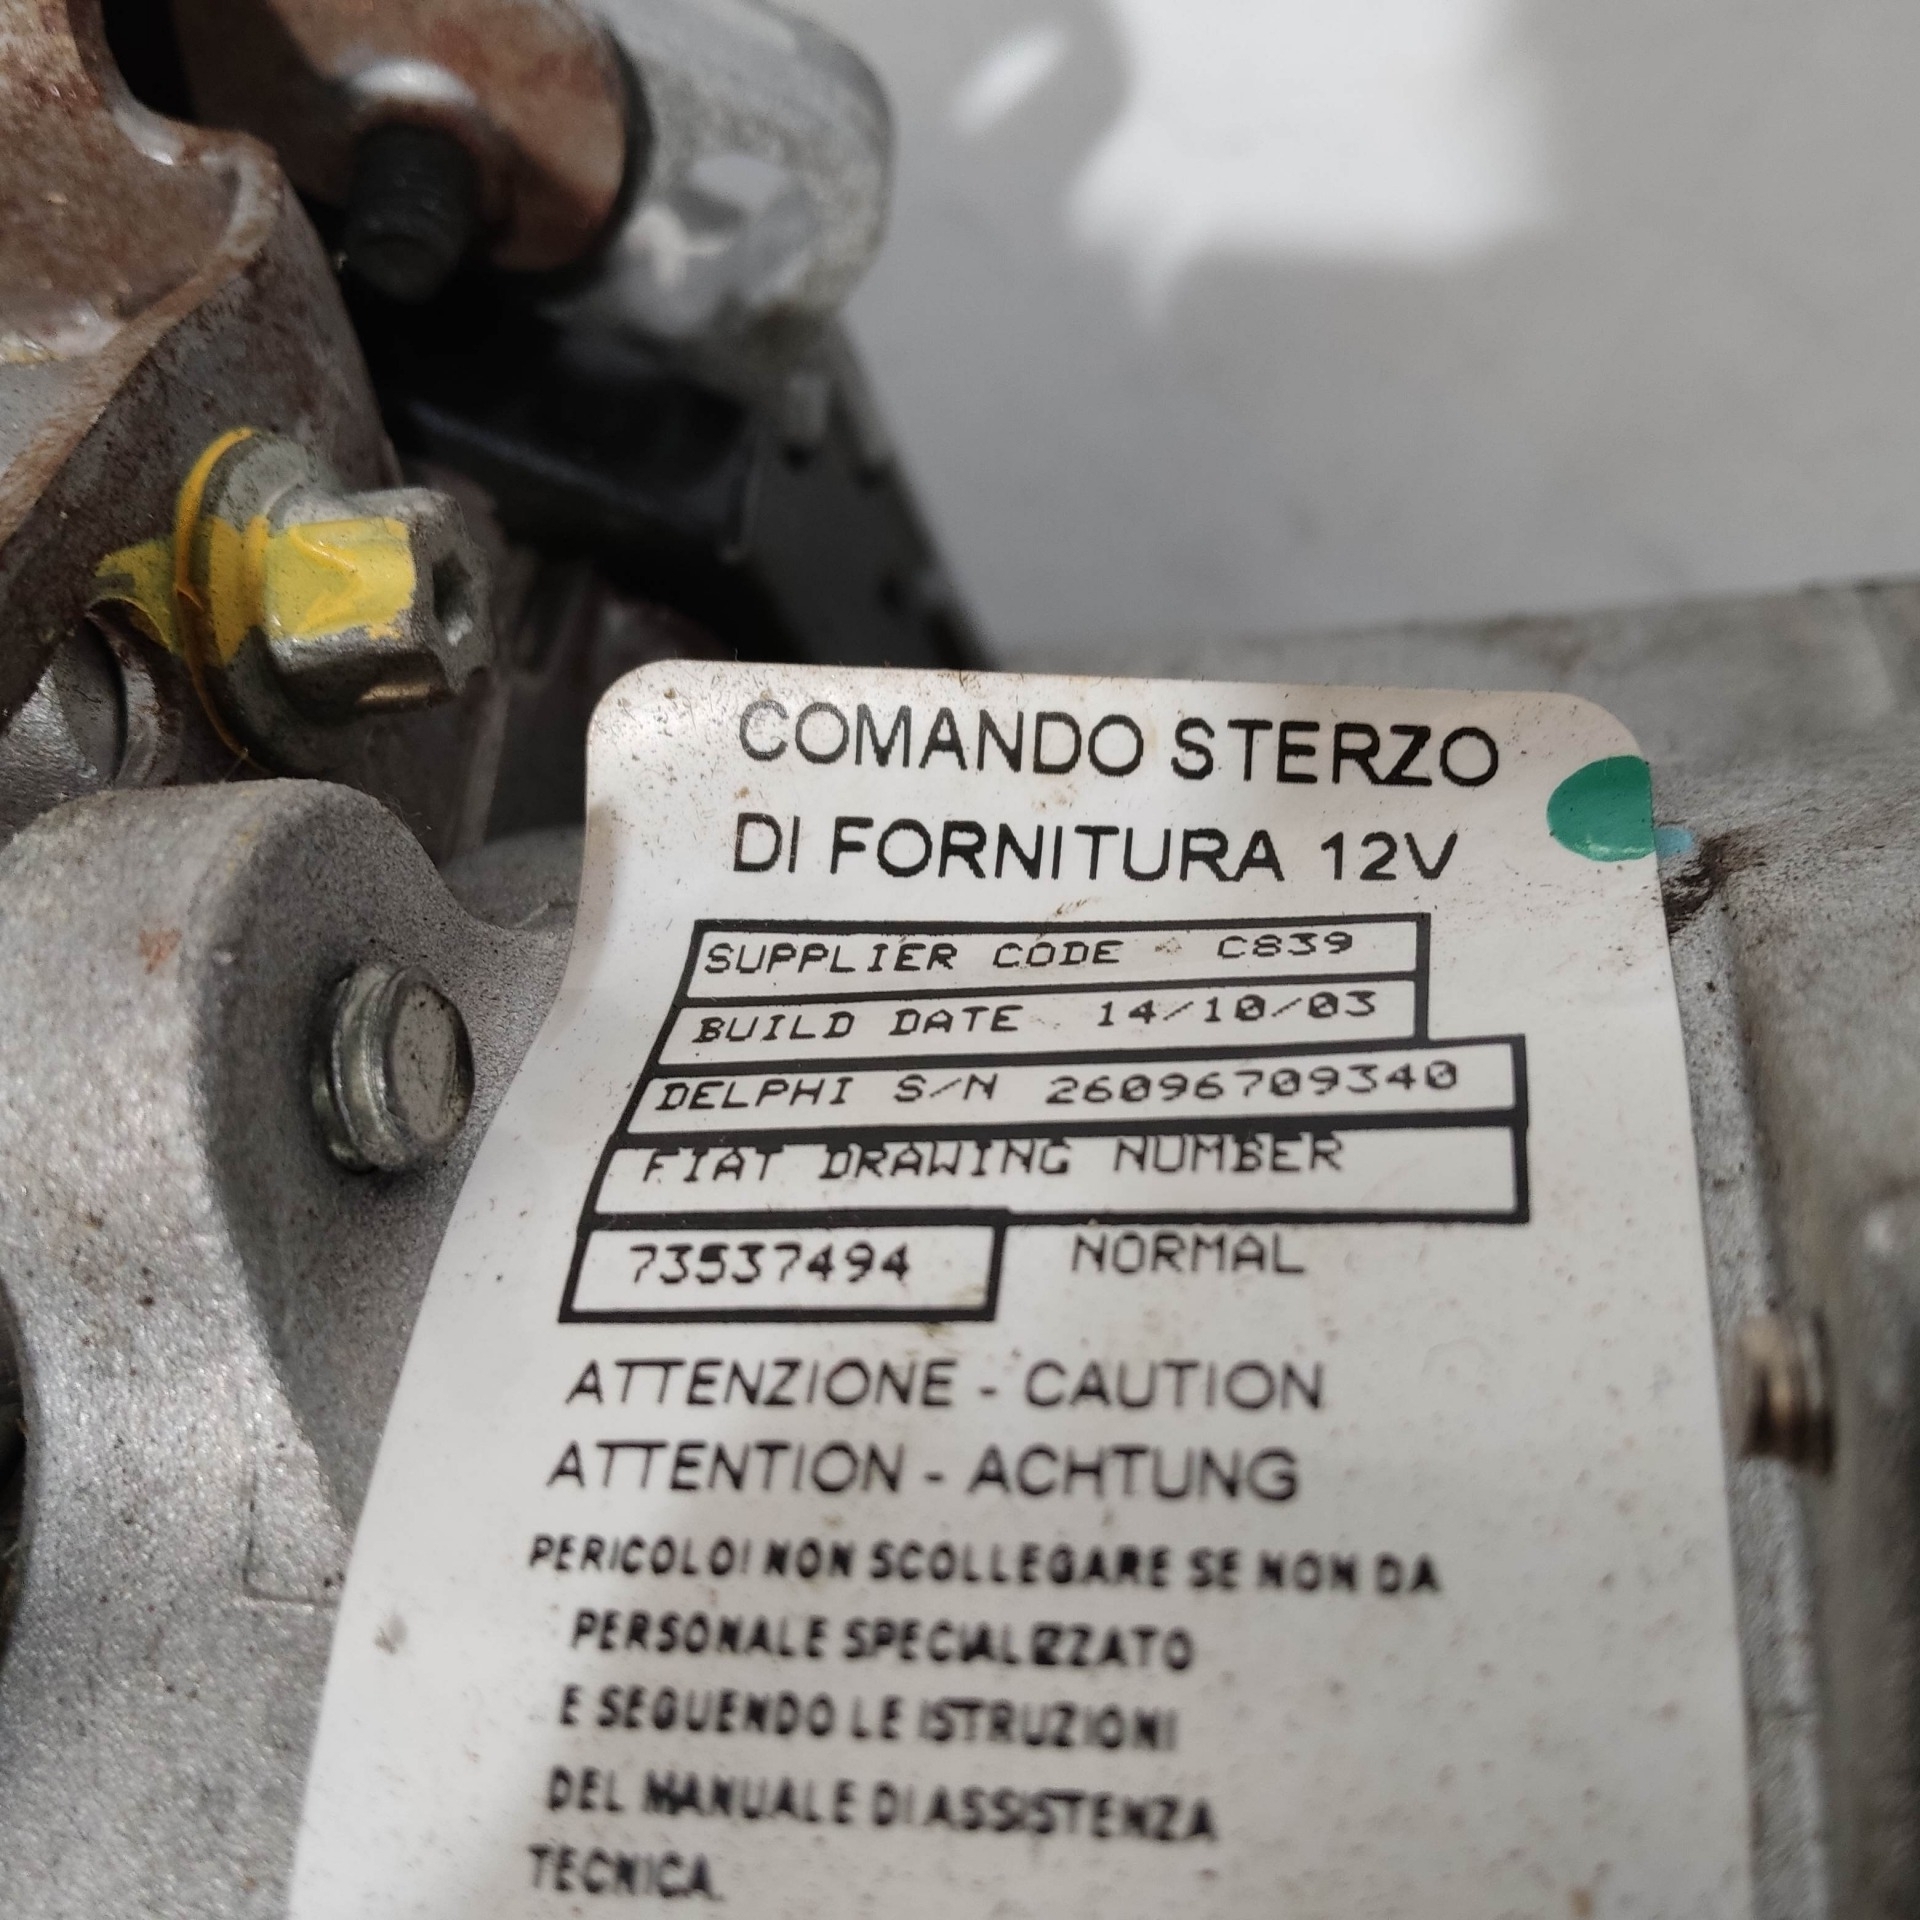 COMANDO STERZO
DI FORNITURA 12V
SUPPLIER CODE C839
BUILD DATE 14/10/03
DELPHI S/N 26096709340
FIAT DRAWING NUMBER
73537494 NORMAL
ATTENZIONE - CAUTION
ATTENTION - ACHTUNG
PERICOLO! NON SCOLLEGARE SE NON DA
PERSONALE SPECIALIZZATO
E SEGUENDO LE ISTRUZIONI
DEL MANUALE DI ASSISTENZA
TECNICA.